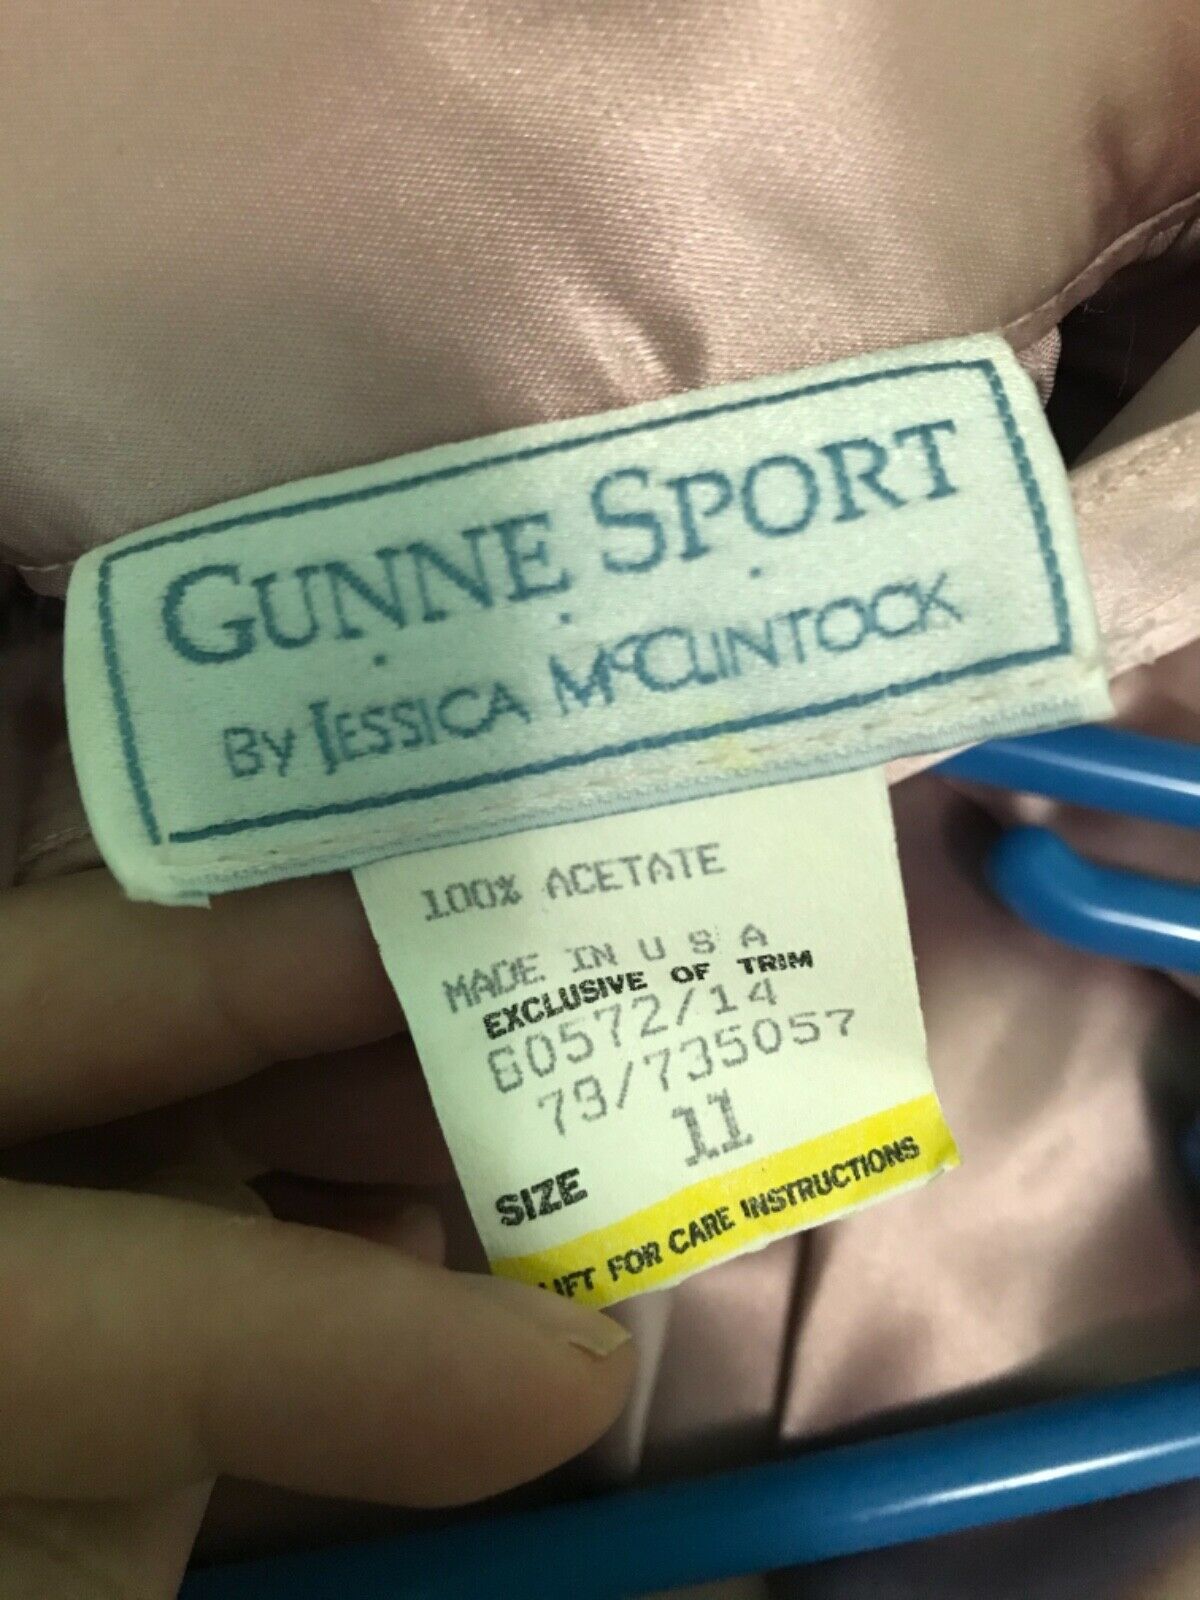 GUNNE SPORT
BY JESSICA McCLINTOCK
100% ACETATE
MADE IN U S A
EXCLUSIVE OF TRIM
60572/14
73/735057
11
SIZE
LIFT FOR CARE INSTRUCTIONS